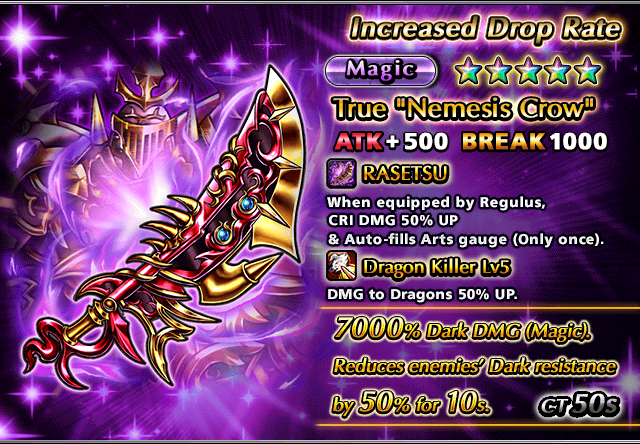 Increased Drop Rate
Magic
True "Nemesis Crow"
ATK+500 BREAK 1000
RASETSU
When equipped by Regulus,
CRI DMG 50% UP
& Auto-fills Arts gauge (Only once).
Dragon Killer Lv5
DMG to Dragons 50% UP.
7000% Dark DMG (Magic).
Reduces enemies' Dark resistance
by 50% for 10s. CT 50s